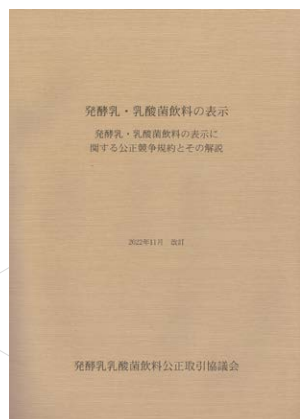 発酵乳・乳酸菌飲料の表示
発酵乳・乳酸菌飲料の表示に
関する公正競争規約とその解説
2022年11月 改訂
発酵乳乳酸菌飲料公正取引協議会